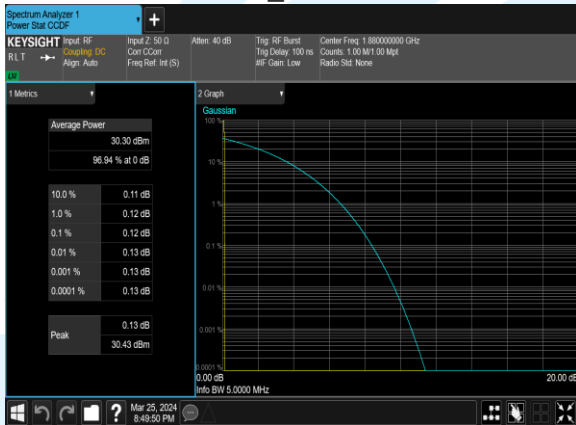 Spectrum Analyzer 1
Power Stat CCDF
+
KEYSIGHT
RLT
Input: RF
Coupling: DC
Align: Auto
Input Z: 50 Ω
Corr CCorr
Freq Ref: Int (S)
Atten: 40 dB
Trig: RF Burst
Trig Delay: 100 ns
#IF Gain: Low
Center Freq: 1.880000000 GHz
Counts: 1.00 M/1.00 Mpt
Radio Std: None
1 Metrics
Average Power
30.30 dBm
96.94 % at 0 dB
10.0 % 0.11 dB
1.0 % 0.12 dB
0.1 % 0.12 dB
0.01 % 0.13 dB
0.001 % 0.13 dB
0.0001 % 0.13 dB
Peak
0.13 dB
30.43 dBm
2 Graph
Gaussian
100 %
10 %
1 %
0.1 %
0.01 %
0.001 %
0.0001 %
0.00 dB
20.00 dB
Info BW 5.0000 MHz
?
Mar 25, 2024
8:49:50 PM